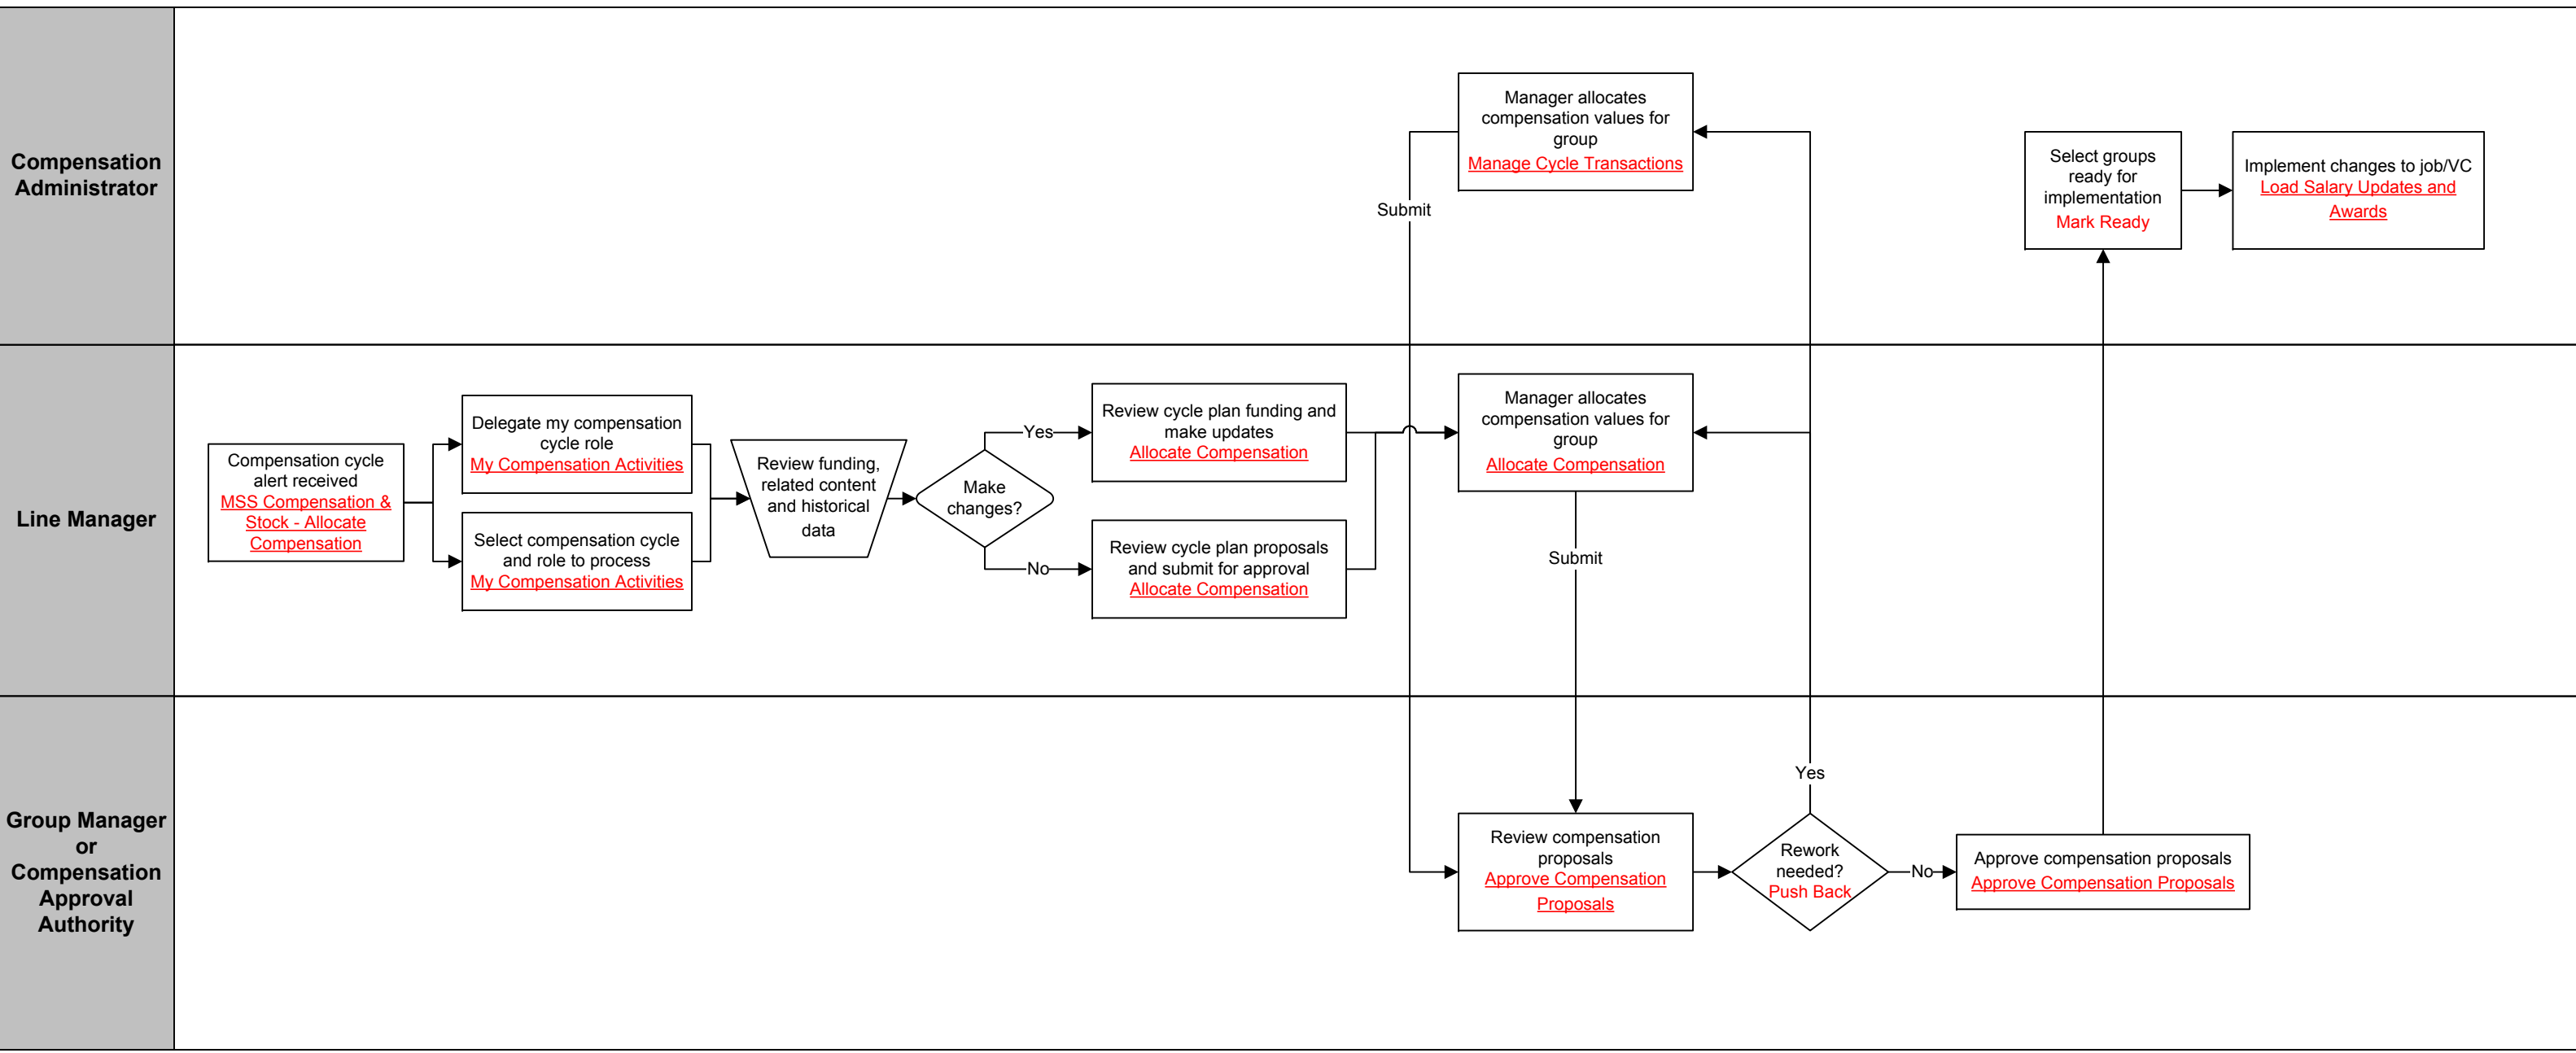 Compensation
Administrator
Manager allocates
compensation values for
group
Manage Cycle Transactions
Submit
Select groups
ready for
implementation
Mark Ready
Implement changes to job/VC
Load Salary Updates and
Awards
Line Manager
Compensation cycle
alert received
MSS Compensation &
Stock - Allocate
Compensation
Delegate my compensation
cycle role
My Compensation Activities
Select compensation cycle
and role to process
My Compensation Activities
Review funding,
related content
and historical
data
Make
changes?
Yes
No
Review cycle plan funding and
make updates
Allocate Compensation
Review cycle plan proposals
and submit for approval
Allocate Compensation
Manager allocates
compensation values for
group
Allocate Compensation
Submit
Group Manager
or
Compensation
Approval
Authority
Review compensation
proposals
Approve Compensation
Proposals
Yes
Rework
needed?
Push Back
No
Approve compensation proposals
Approve Compensation Proposals